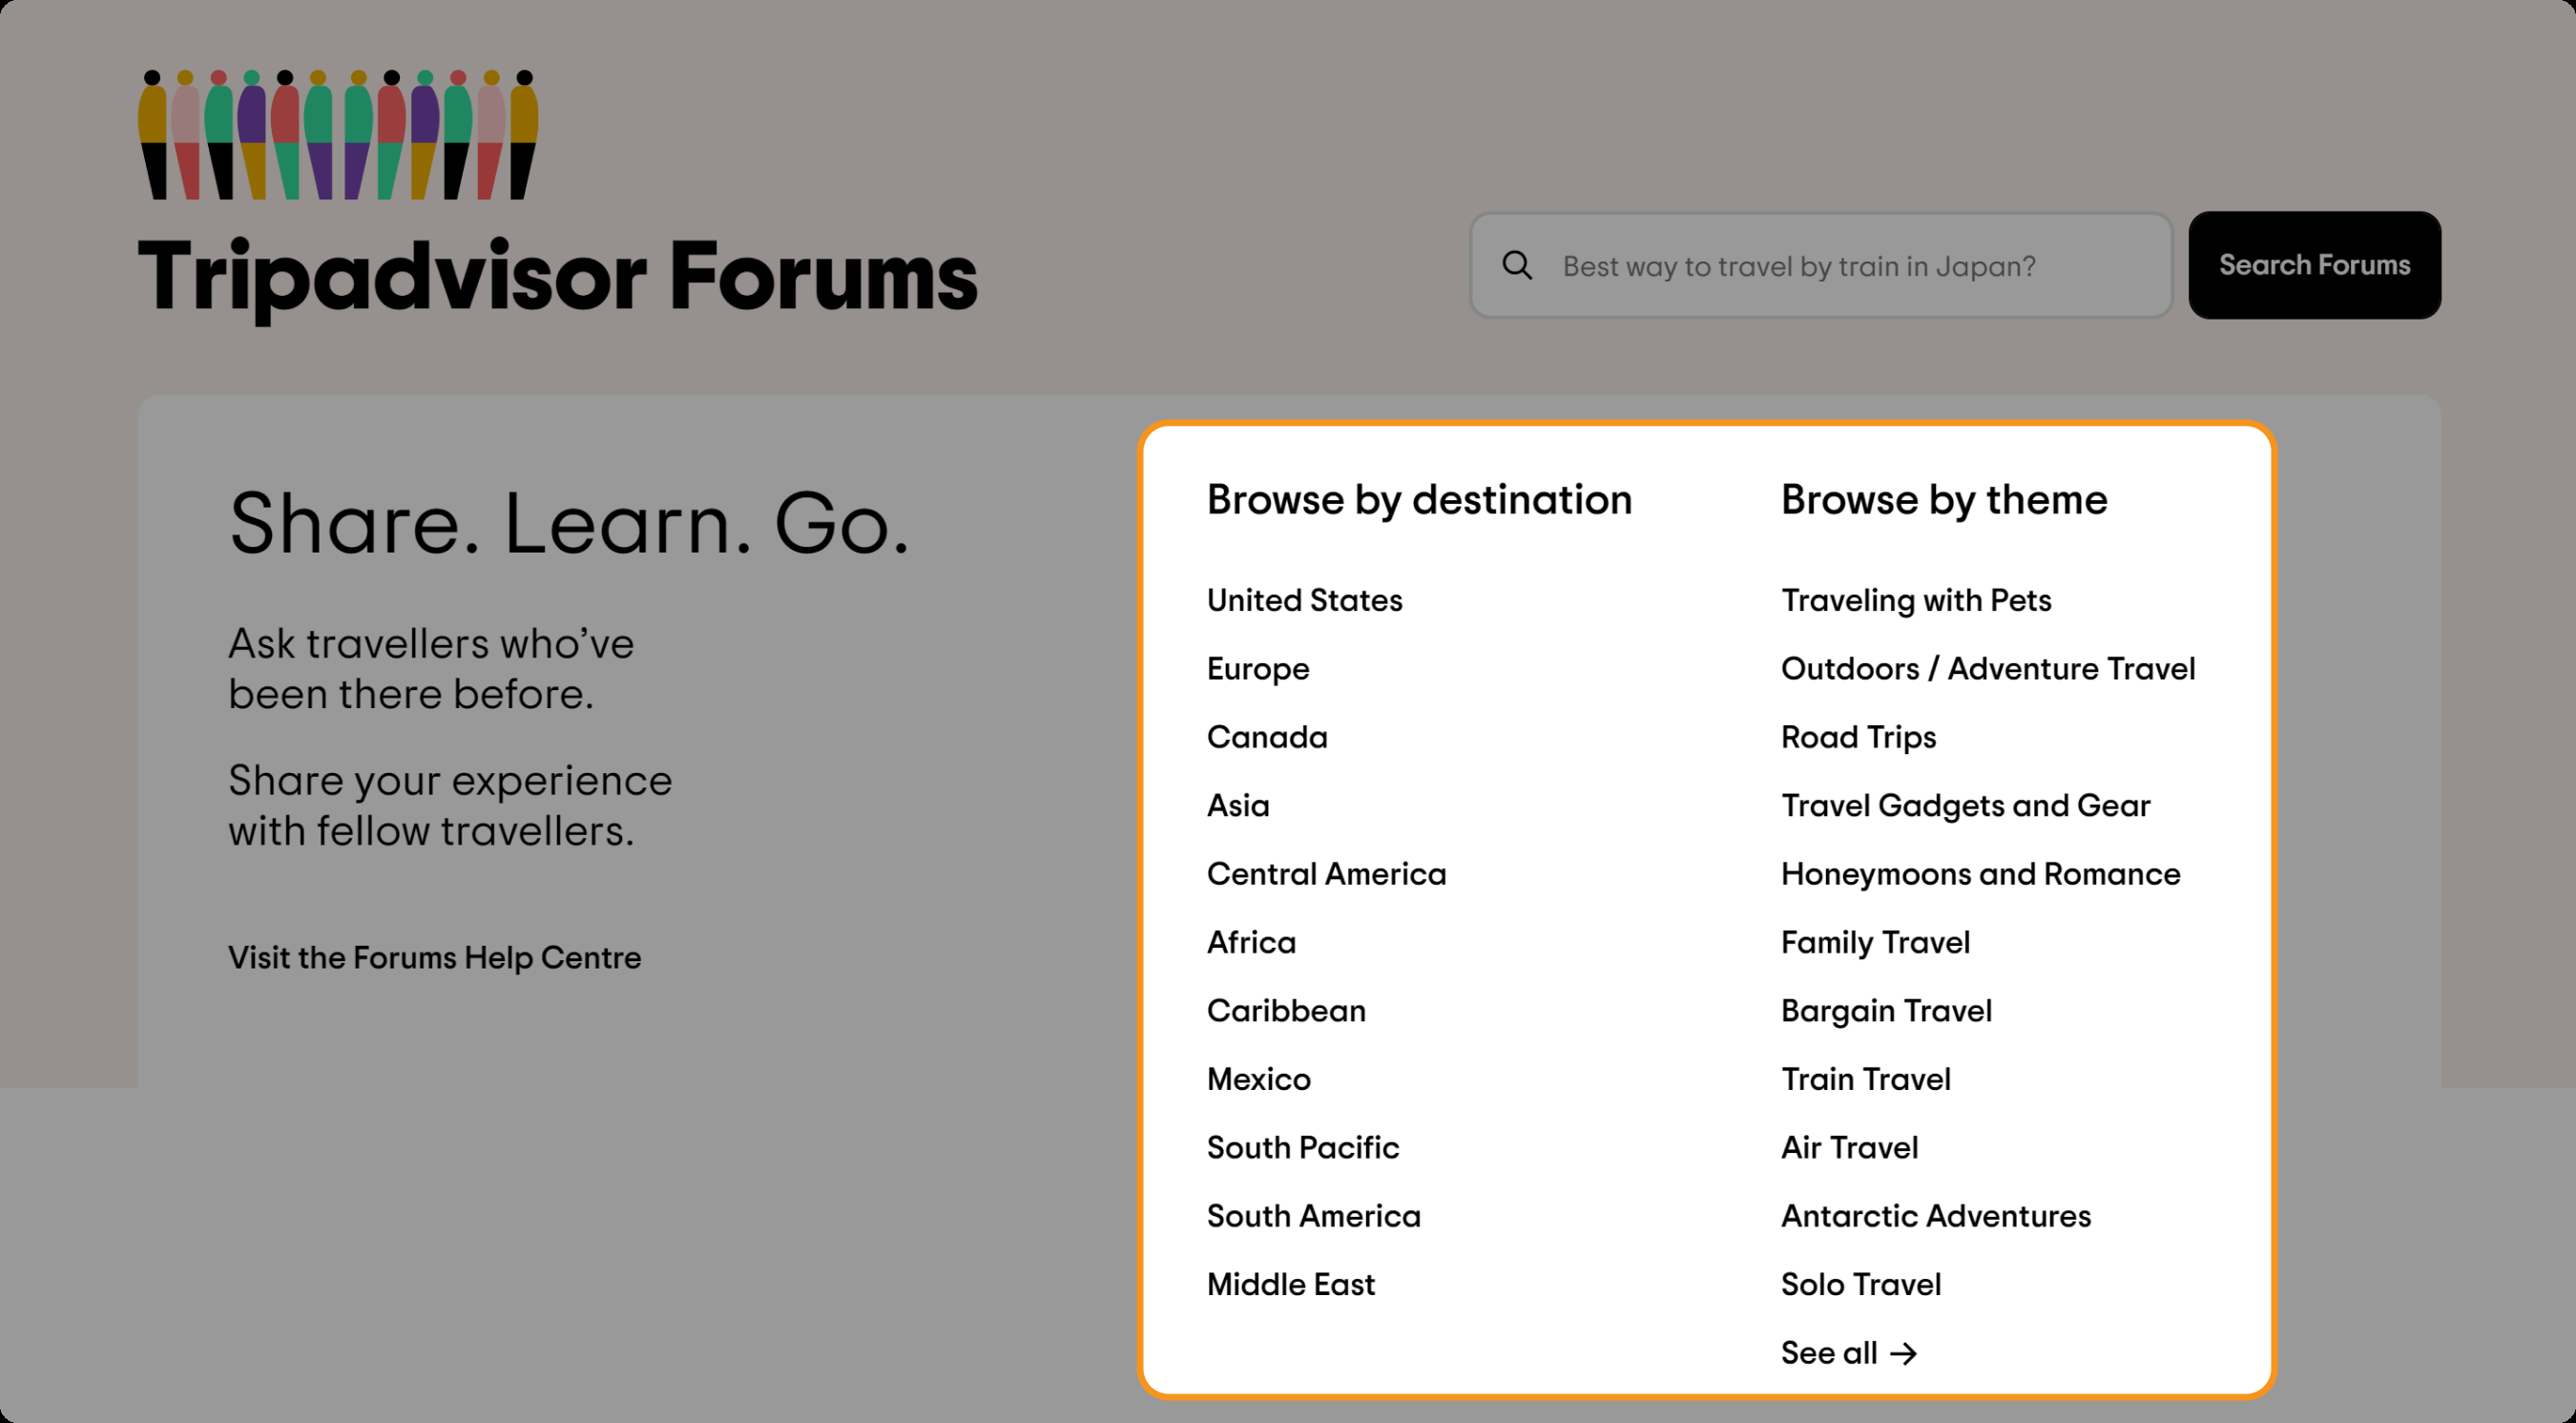 Tripadvisor Forums
Best way to travel by train in Japan?
Search Forums
Share. Learn. Go.
Ask travellers who’ve
been there before.
Share your experience
with fellow travellers.
Visit the Forums Help Centre
Browse by destination
United States
Europe
Canada
Asia
Central America
Africa
Caribbean
Mexico
South Pacific
South America
Middle East
Browse by theme
Traveling with Pets
Outdoors / Adventure Travel
Road Trips
Travel Gadgets and Gear
Honeymoons and Romance
Family Travel
Bargain Travel
Train Travel
Air Travel
Antarctic Adventures
Solo Travel
See all →